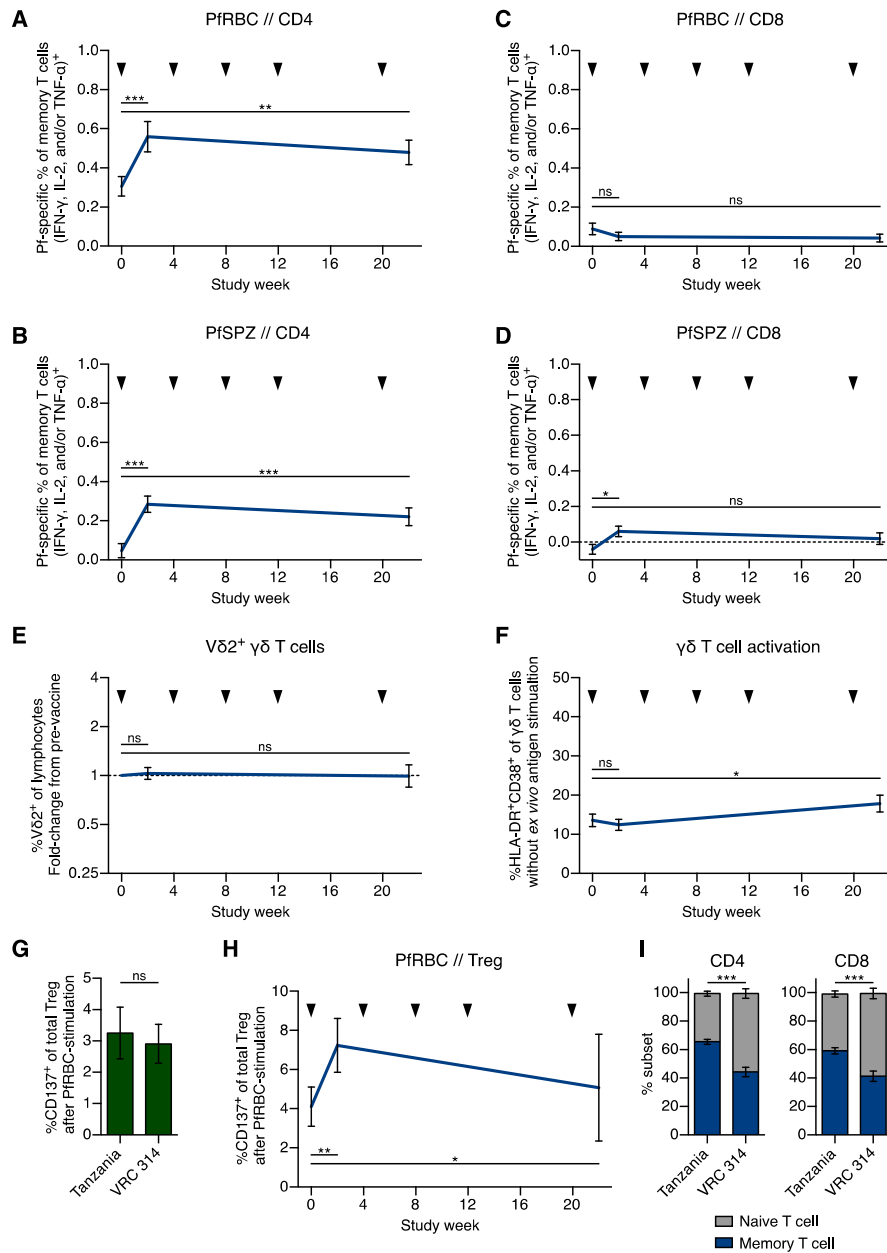 A
PfRBC // CD4
Pf-specific % of memory T cells
(IFN-γ, IL-2, and/or TNF-α)⁺
1.0
0.8
0.6
0.4
0.2
0.0
***
**
0 4 8 12 16 20
Study week
C
PfRBC // CD8
Pf-specific % of memory T cells
(IFN-γ, IL-2, and/or TNF-α)⁺
1.0
0.8
0.6
0.4
0.2
0.0
ns
ns
0 4 8 12 16 20
Study week
B
PfSPZ // CD4
Pf-specific % of memory T cells
(IFN-γ, IL-2, and/or TNF-α)⁺
1.0
0.8
0.6
0.4
0.2
0.0
***
***
0 4 8 12 16 20
Study week
D
PfSPZ // CD8
Pf-specific % of memory T cells
(IFN-γ, IL-2, and/or TNF-α)⁺
1.0
0.8
0.6
0.4
0.2
0.0
*
ns
0 4 8 12 16 20
Study week
E
Vδ2⁺ γδ T cells
%Vδ2⁺ of lymphocytes
Fold-change from pre-vaccine
4
2
1
0.5
0.25
ns
ns
0 4 8 12 16 20
Study week
F
γδ T cell activation
%HLA-DR⁺CD38⁺ of γδ T cells
without ex vivo antigen stimualtion
50
40
30
20
10
0
ns
*
0 4 8 12 16 20
Study week
G
%CD137⁺ of total Treg
after PfRBC-stimulation
5
4
3
2
1
0
ns
Tanzania
VRC 314
H
PfRBC // Treg
%CD137⁺ of total Treg
after PfRBC-stimulation
10
8
6
4
2
0
**
*
0 4 8 12 16 20
Study week
I
CD4
% subset
100
80
60
40
20
0
***
Tanzania
VRC 314
CD8
100
80
60
40
20
0
***
Tanzania
VRC 314
Naive T cell
Memory T cell